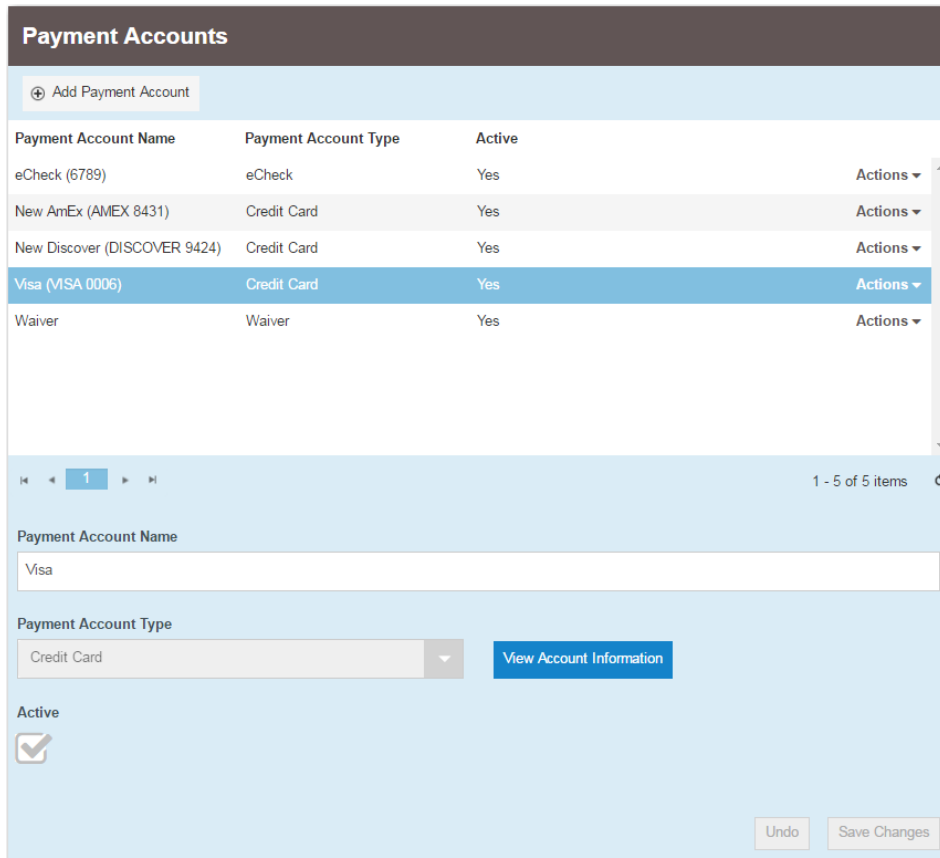 Payment Accounts
Add Payment Account
Payment Account Name Payment Account Type Active
eCheck (6789) eCheck Yes Actions
New AmEx (AMEX 8431) Credit Card Yes Actions
New Discover (DISCOVER 9424) Credit Card Yes Actions
Visa (VISA 0006) Credit Card Yes Actions
Waiver Waiver Yes Actions
1 1 - 5 of 5 items
Payment Account Name
Visa
Payment Account Type
Credit Card View Account Information
Active
Undo Save Changes